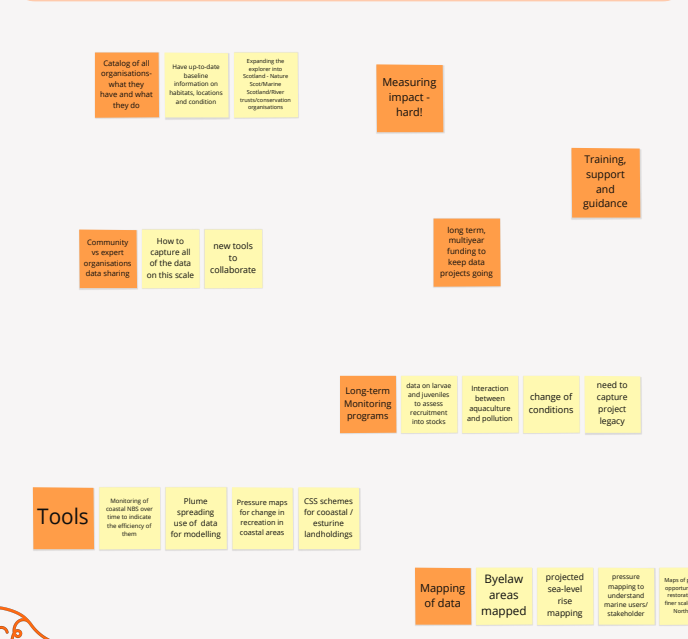 Catalog of all
organisations-
what they
have and what
they do
Have up-to-date
baseline
information on
habitats, locations
and condition
Expanding the
explorer into
Scotland - Nature
Scot/Marine
Scotland/River
trusts/conservation
organisations
Measuring
impact -
hard!
Training,
support
and
guidance
Community
vs expert
organisations
data sharing
How to
capture all
of the data
on this scale
new tools
to
collaborate
long term,
multiyear
funding to
keep data
projects going
Long-term
Monitoring
programs
data on larvae
and juveniles
to assess
recruitment
into stocks
Interaction
between
aquaculture
and pollution
change of
conditions
need to
capture
project
legacy
Tools
Monitoring of
coastal NBS over
time to indicate
the efficiency of
them
Plume
spreading
use of data
for modelling
Pressure maps
for change in
recreation in
coastal areas
CSS schemes
for cooastal /
esturine
landholdings
Mapping
of data
Byelaw
areas
mapped
projected
sea-level
rise
mapping
pressure
mapping to
understand
marine users/
stakeholder
Maps of
finer
North